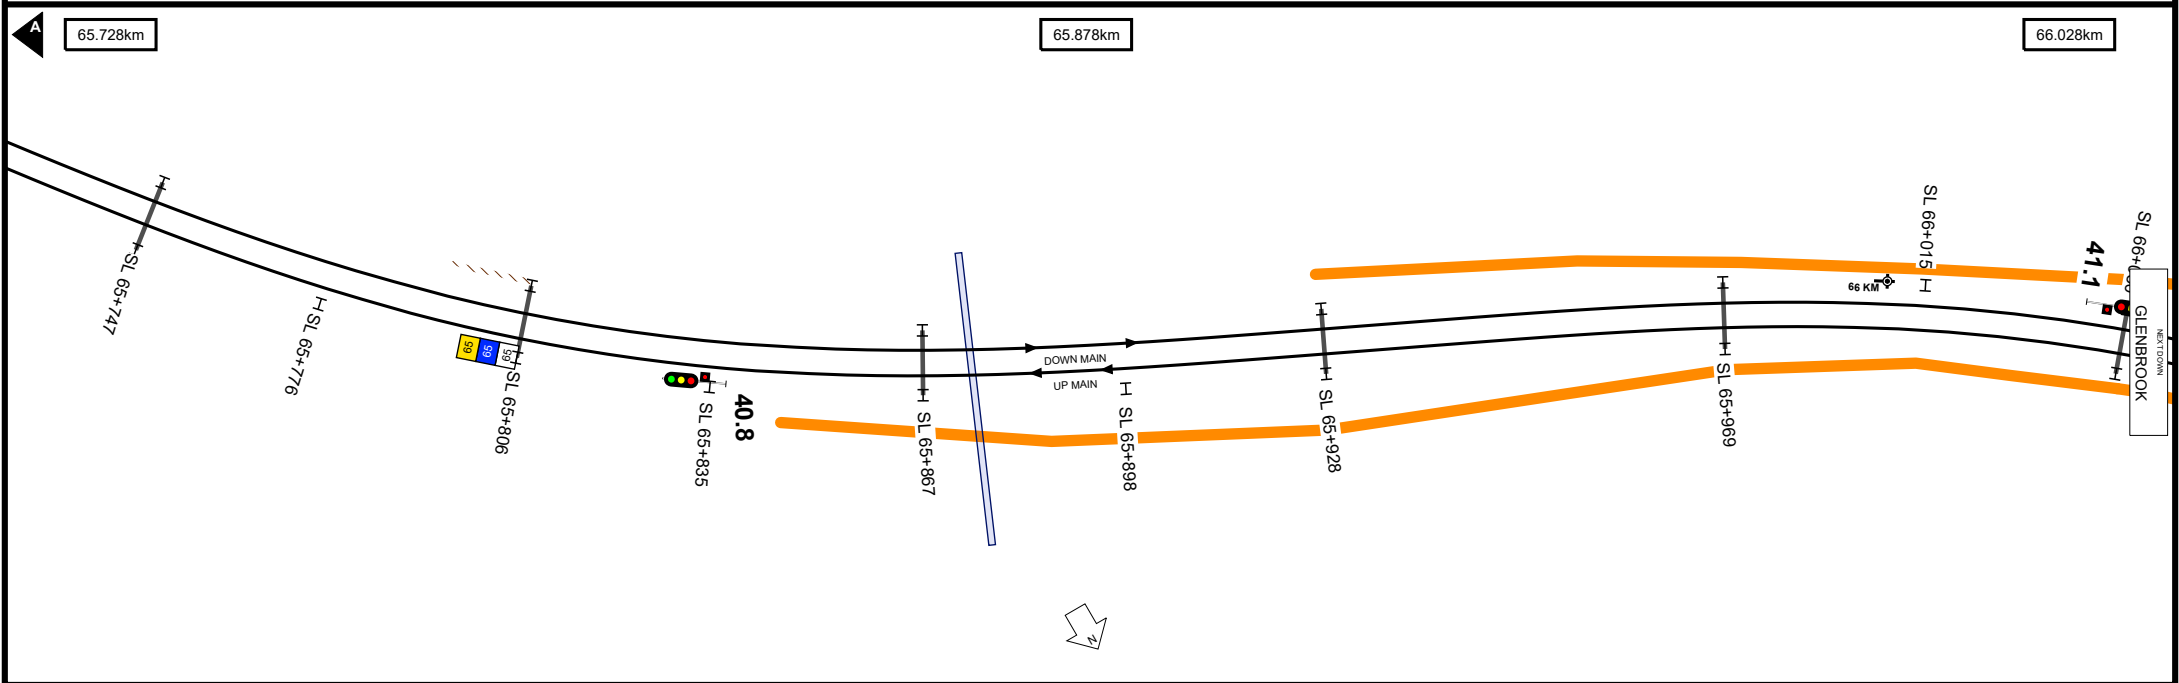 A
65.728km
65.878km
66.028km
SL 65+747
SL 65+776
65
65
65
SL 65+806
SL 65+835
40.8
SL 65+867
DOWN MAIN
UP MAIN
SL 65+898
SL 65+928
SL 65+969
66 KM
SL 66+015
41.1
NEXT DOWN
GLENBROOK
N